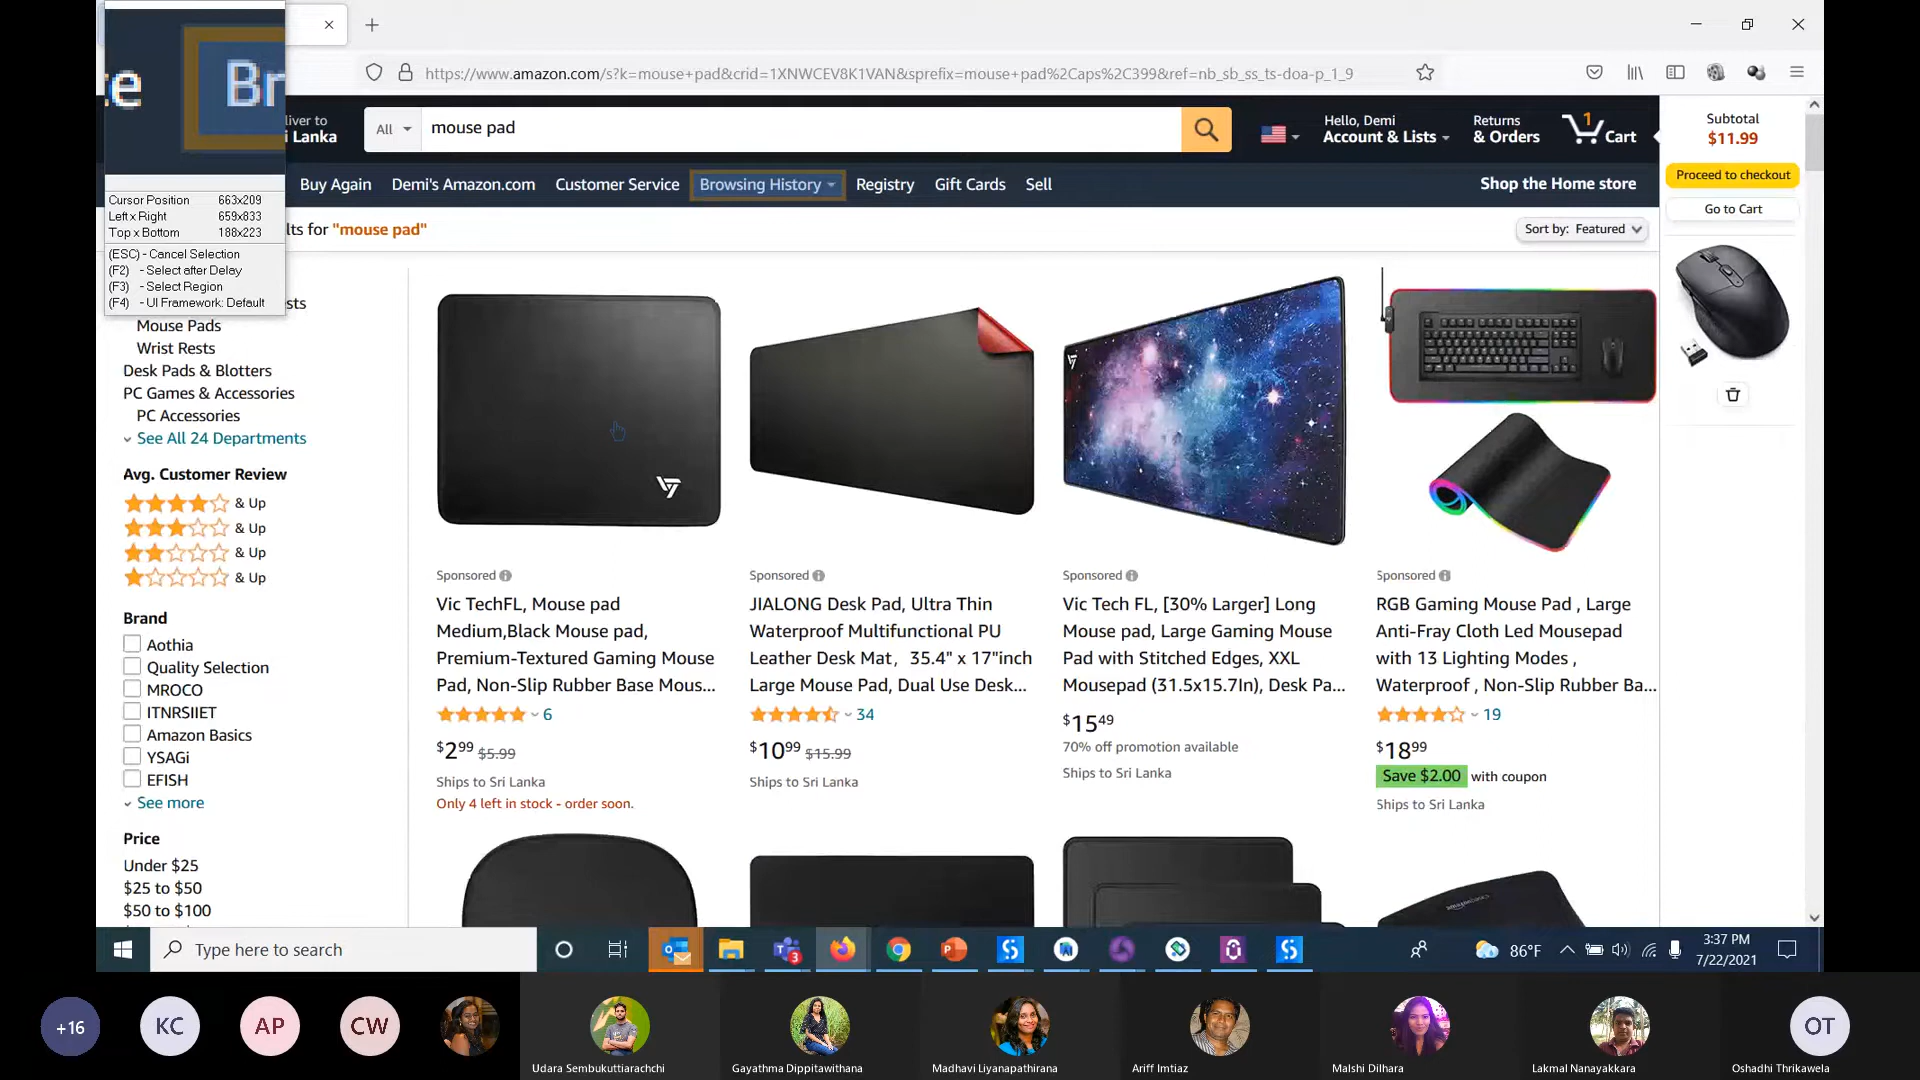 e
Br
https://www.amazon.com/s?k=mouse+pad&crid=1XNWCEV8K1VAN&sprefix=mouse+pad%2Caps%2C399&ref=nb_sb_ss_ts-doa-p_1_9
liver to
i Lanka
All
mouse pad
Hello, Demi
Account & Lists
Returns
& Orders
1
Cart
Subtotal
$11.99
Proceed to checkout
Go to Cart
Buy Again
Demi's Amazon.com
Customer Service
Browsing History
Registry
Gift Cards
Sell
Shop the Home store
Cursor Position 663x209
Left x Right 659x833
Top x Bottom 188x223
(ESC) - Cancel Selection
(F2) - Select after Delay
(F3) - Select Region
(F4) - UI Framework: Default
lts for "mouse pad"
Sort by: Featured
sts
Mouse Pads
Wrist Rests
Desk Pads & Blotters
PC Games & Accessories
PC Accessories
See All 24 Departments
Avg. Customer Review
& Up
& Up
& Up
& Up
Brand
Aothia
Quality Selection
MROCO
ITNRSIIET
Amazon Basics
YSAGi
EFISH
See more
Price
Under $25
$25 to $50
$50 to $100
Sponsored
Vic TechFL, Mouse pad
Medium,Black Mouse pad,
Premium-Textured Gaming Mouse
Pad, Non-Slip Rubber Base Mous...
6
$2.99 $5.99
Ships to Sri Lanka
Only 4 left in stock - order soon.
Sponsored
JIALONG Desk Pad, Ultra Thin
Waterproof Multifunctional PU
Leather Desk Mat，35.4" x 17"inch
Large Mouse Pad, Dual Use Desk...
34
$10.99 $15.99
Ships to Sri Lanka
Sponsored
Vic Tech FL, [30% Larger] Long
Mouse pad, Large Gaming Mouse
Pad with Stitched Edges, XXL
Mousepad (31.5x15.7In), Desk Pa...
$15.49
70% off promotion available
Ships to Sri Lanka
Sponsored
RGB Gaming Mouse Pad , Large
Anti-Fray Cloth Led Mousepad
with 13 Lighting Modes ,
Waterproof , Non-Slip Rubber Ba...
19
$18.99
Save $2.00 with coupon
Ships to Sri Lanka
Type here to search
3
86°F
3:37 PM
7/22/2021
+16
KC
AP
CW
OT
Udara Sembukuttiarachchi
Gayathma Dippitawithana
Madhavi Liyanapathirana
Ariff Imtiaz
Malshi Dilhara
Lakmal Nanayakkara
Oshadhi Thrikawela